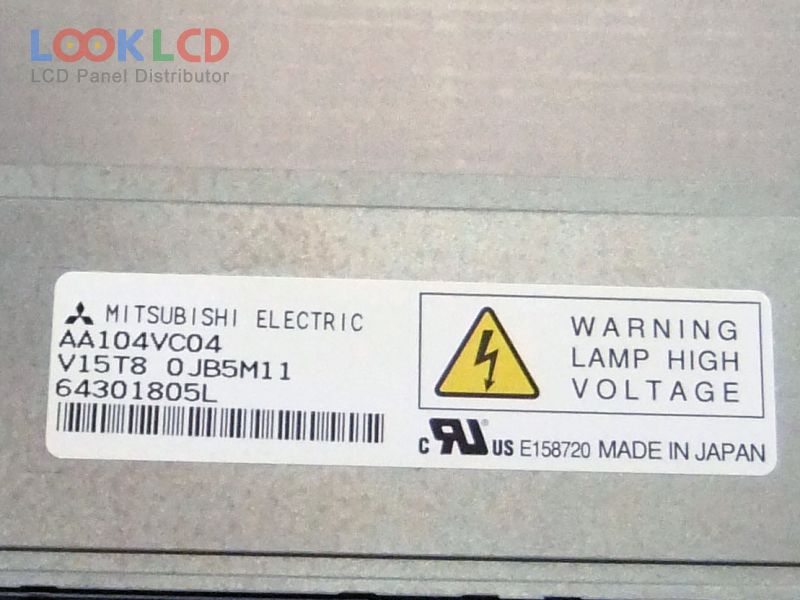 LOOK LCD
LCD Panel Distributor
MITSUBISHI ELECTRIC
AA104VC04
V15T8 0JB5M11
64301805L
WARNING
LAMP HIGH
VOLTAGE
c RU US E158720 MADE IN JAPAN